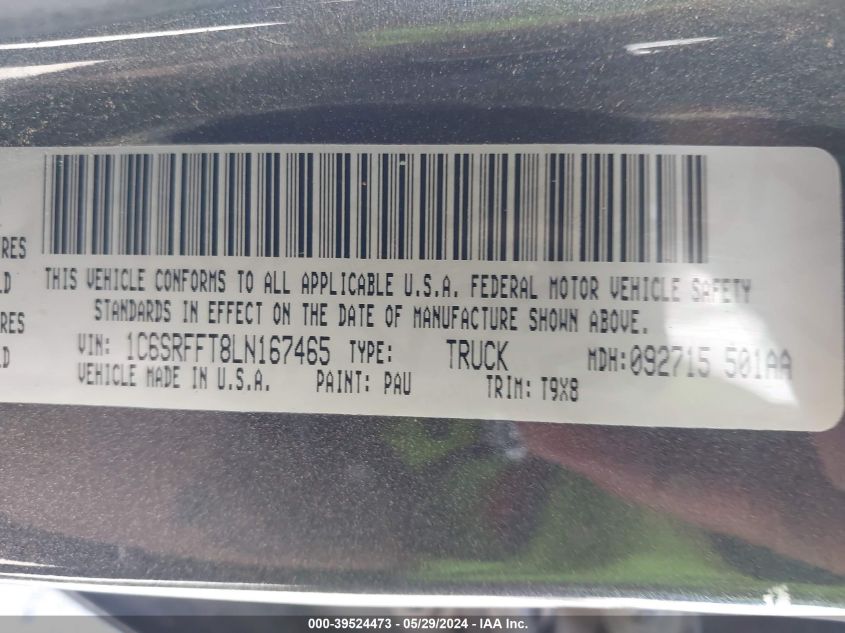 RES
LD
RES
LD
THIS VEHICLE CONFORMS TO ALL APPLICABLE U.S.A. FEDERAL MOTOR VEHICLE SAFETY
STANDARDS IN EFFECT ON THE DATE OF MANUFACTURE SHOWN ABOVE.
VIN: 1C6SRFFT8LN167465 TYPE: TRUCK MDH:092715 501AA
VEHICLE MADE IN U.S.A. PAINT: PAU TRIM: T9X8
000-39524473 - 05/29/2024 - IAA Inc.